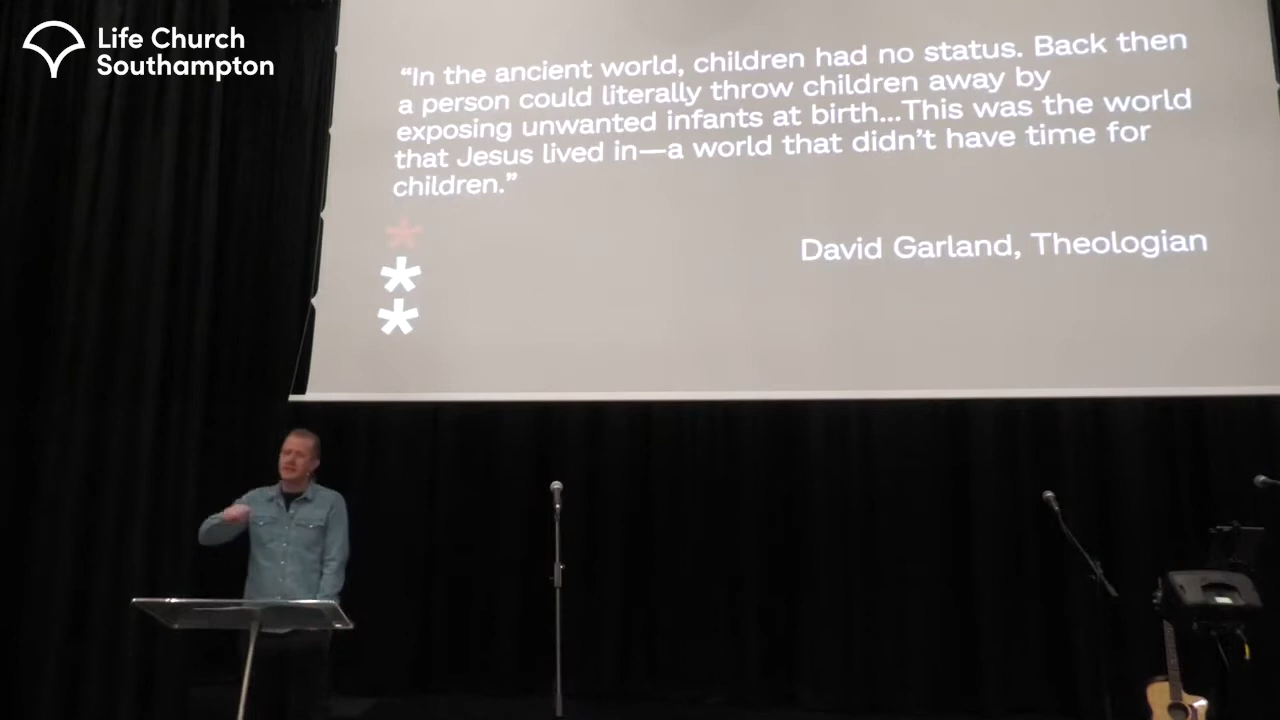 Life Church
Southampton
“In the ancient world, children had no status. Back then
a person could literally throw children away by
exposing unwanted infants at birth...This was the world
that Jesus lived in—a world that didn’t have time for
children.”
David Garland, Theologian